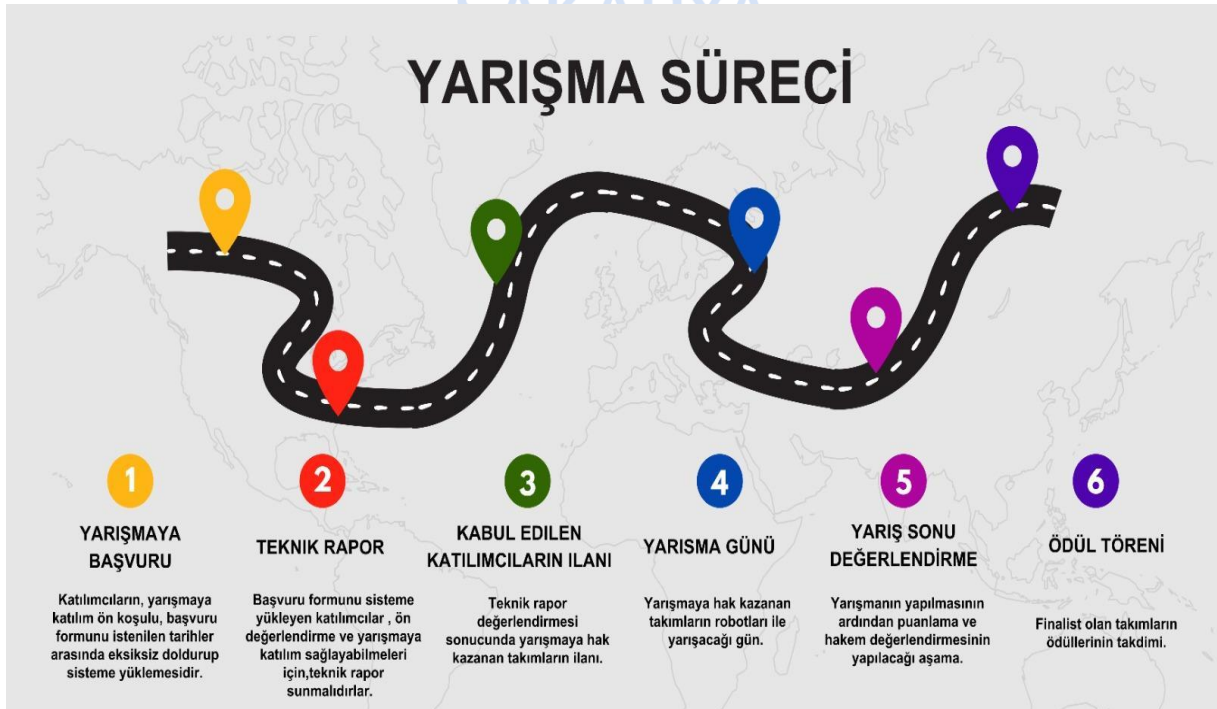 YARIŞMA SÜRECİ
1
YARIŞMAYA
BAŞVURU
Katılımcıların, yarışmaya
katılım ön koşulu, başvuru
formunu istenilen tarihler
arasında eksiksiz doldurup
sisteme yüklemesidir.
2
TEKNIK RAPOR
Başvuru formunu sisteme
yükleyen katılımcılar , ön
değerlendirme ve yarışmaya
katılım sağlayabilmeleri
için,teknik rapor
sunmalıdırlar.
3
KABUL EDILEN
KATILIMCILARIN ILANI
Teknik rapor
değerlendirmesi
sonucunda yarışmaya hak
kazanan takımların ilanı.
4
YARISMA GÜNÜ
Yarışmaya hak kazanan
takımların robotları ile
yarışacağı gün.
5
YARIŞ SONU
DEĞERLENDIRME
Yarışmanın yapılmasının
ardından puanlama ve
hakem değerlendirmesinin
yapılacağı aşama.
6
ÖDÜL TÖRENİ
Finalist olan takımların
ödüllerinin takdimi.